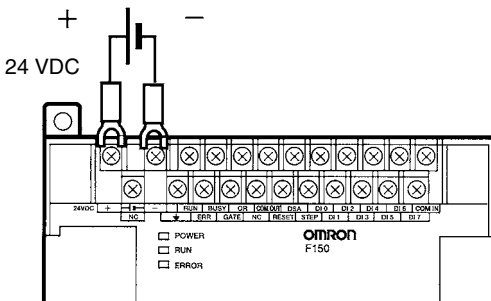 + −
24 VDC
24VDC + − RUN BUSY OR COM OUT DSA DI 0 DI 2 DI 4 DI 6 COM IN
NC ERR GATE NC RESET STEP DI 1 DI 3 DI 5 DI 7
POWER
RUN
ERROR
OMRON
F150